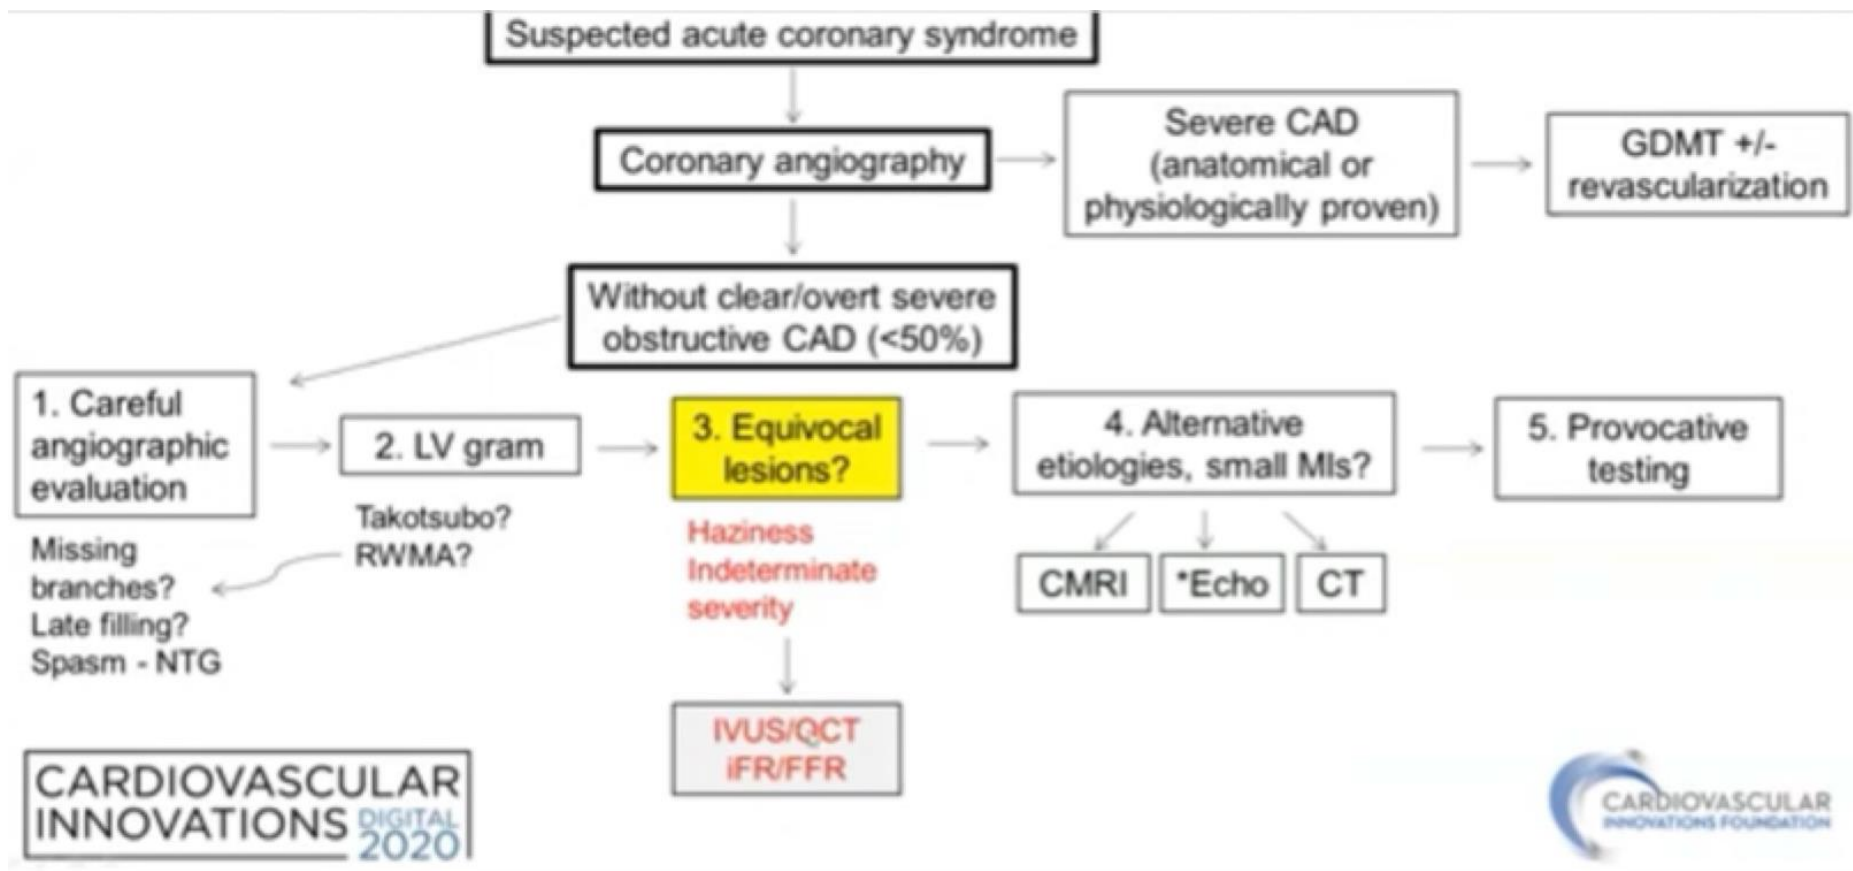 Suspected acute coronary syndrome
Coronary angiography
Severe CAD
(anatomical or
physiologically proven)
GDMT +/-
revascularization
Without clear/overt severe
obstructive CAD (<50%)
1. Careful
angiographic
evaluation
2. LV gram
3. Equivocal
lesions?
4. Alternative
etiologies, small MIs?
5. Provocative
testing
Missing
branches?
Late filling?
Spasm - NTG
Takotsubo?
RWMA?
Haziness
Indeterminate
severity
CMRI
*Echo
CT
IVUS/OCT
iFR/FFR
CARDIOVASCULAR
INNOVATIONS DIGITAL
2020
CARDIOVASCULAR
INNOVATIONS FOUNDATION